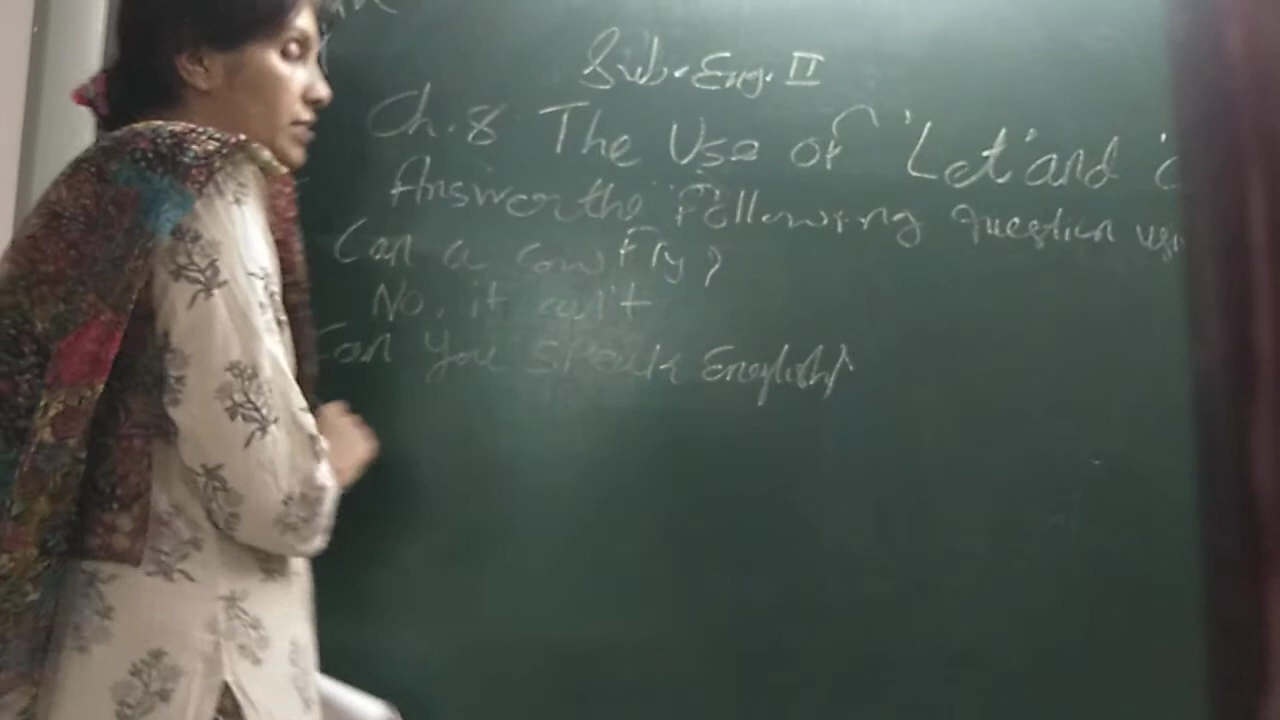 Sub. Eng. II
Ch. 8 The Use of 'Let' and 'c
Answer the following question usi
Can a cow fly?
No, it can't
Can you speak English?